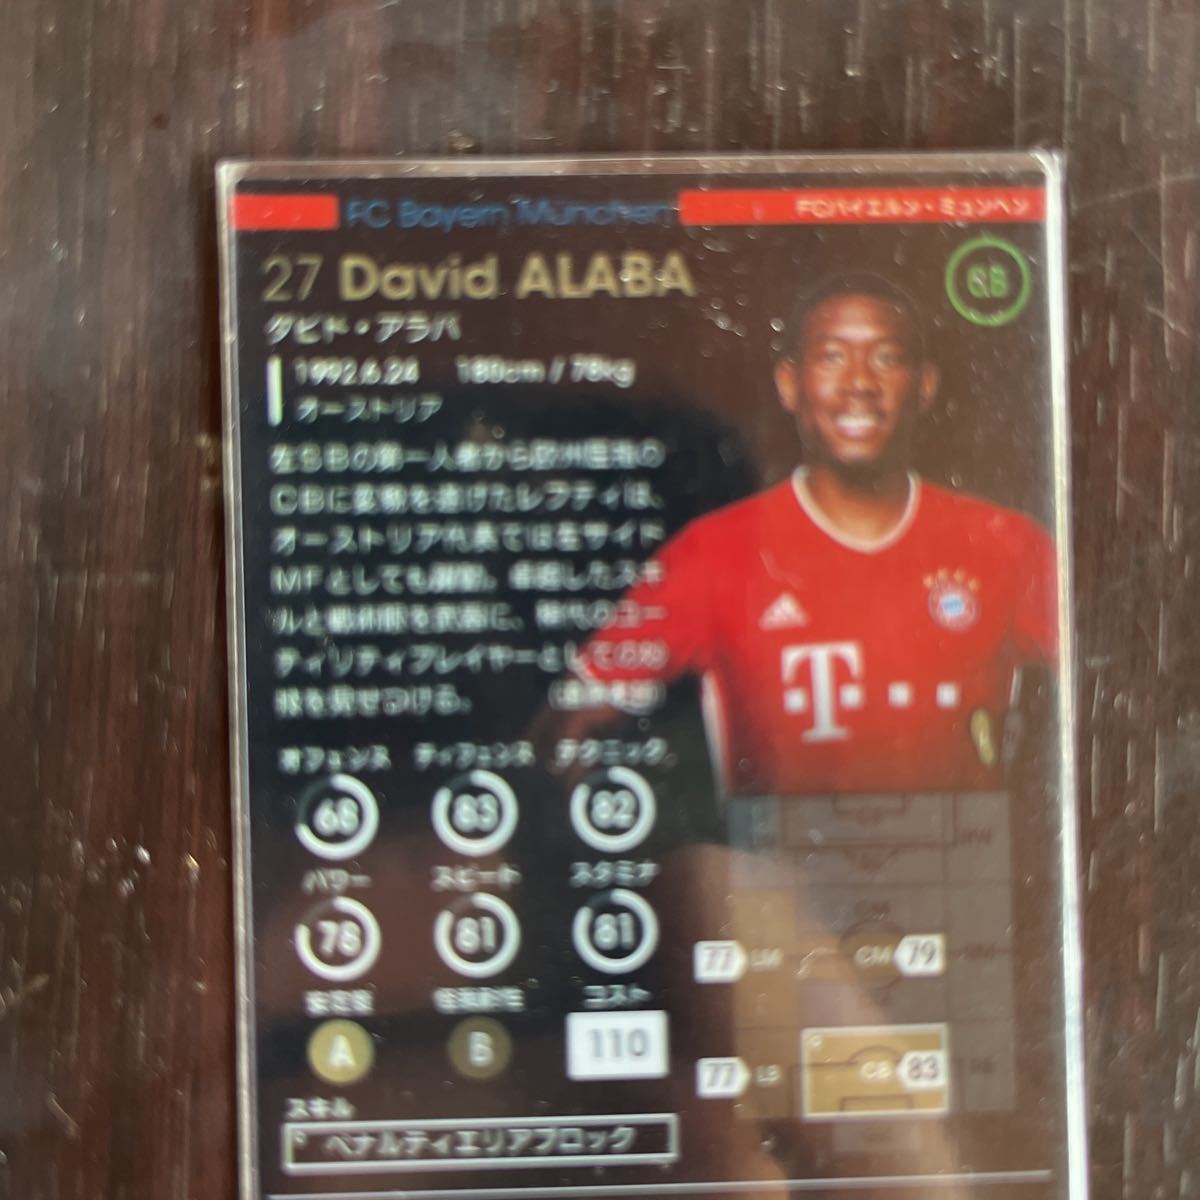 FC Bayern München FCバイエルン・ミュンヘン
27 David ALABA
ダビド・アラバ
1992.6.24 180cm / 78kg
オーストリア
左SBの第一人者から欧州屈指の
CBに変貌を遂げたレフティは、
オーストリア代表では左サイド
MFとしても躍動。卓越したスキ
ルと戦術眼を武器に、稀代のユー
ティリティプレイヤーとしての
を見せつける。
オフェンス ディフェンス テクニック
68 83 82
パワー スピード スタミナ
78 81 81
安定度 コスト
A B 110
77 LM CM 79
77 LB CB 83
スキル
ペナルティエリアブロック
T